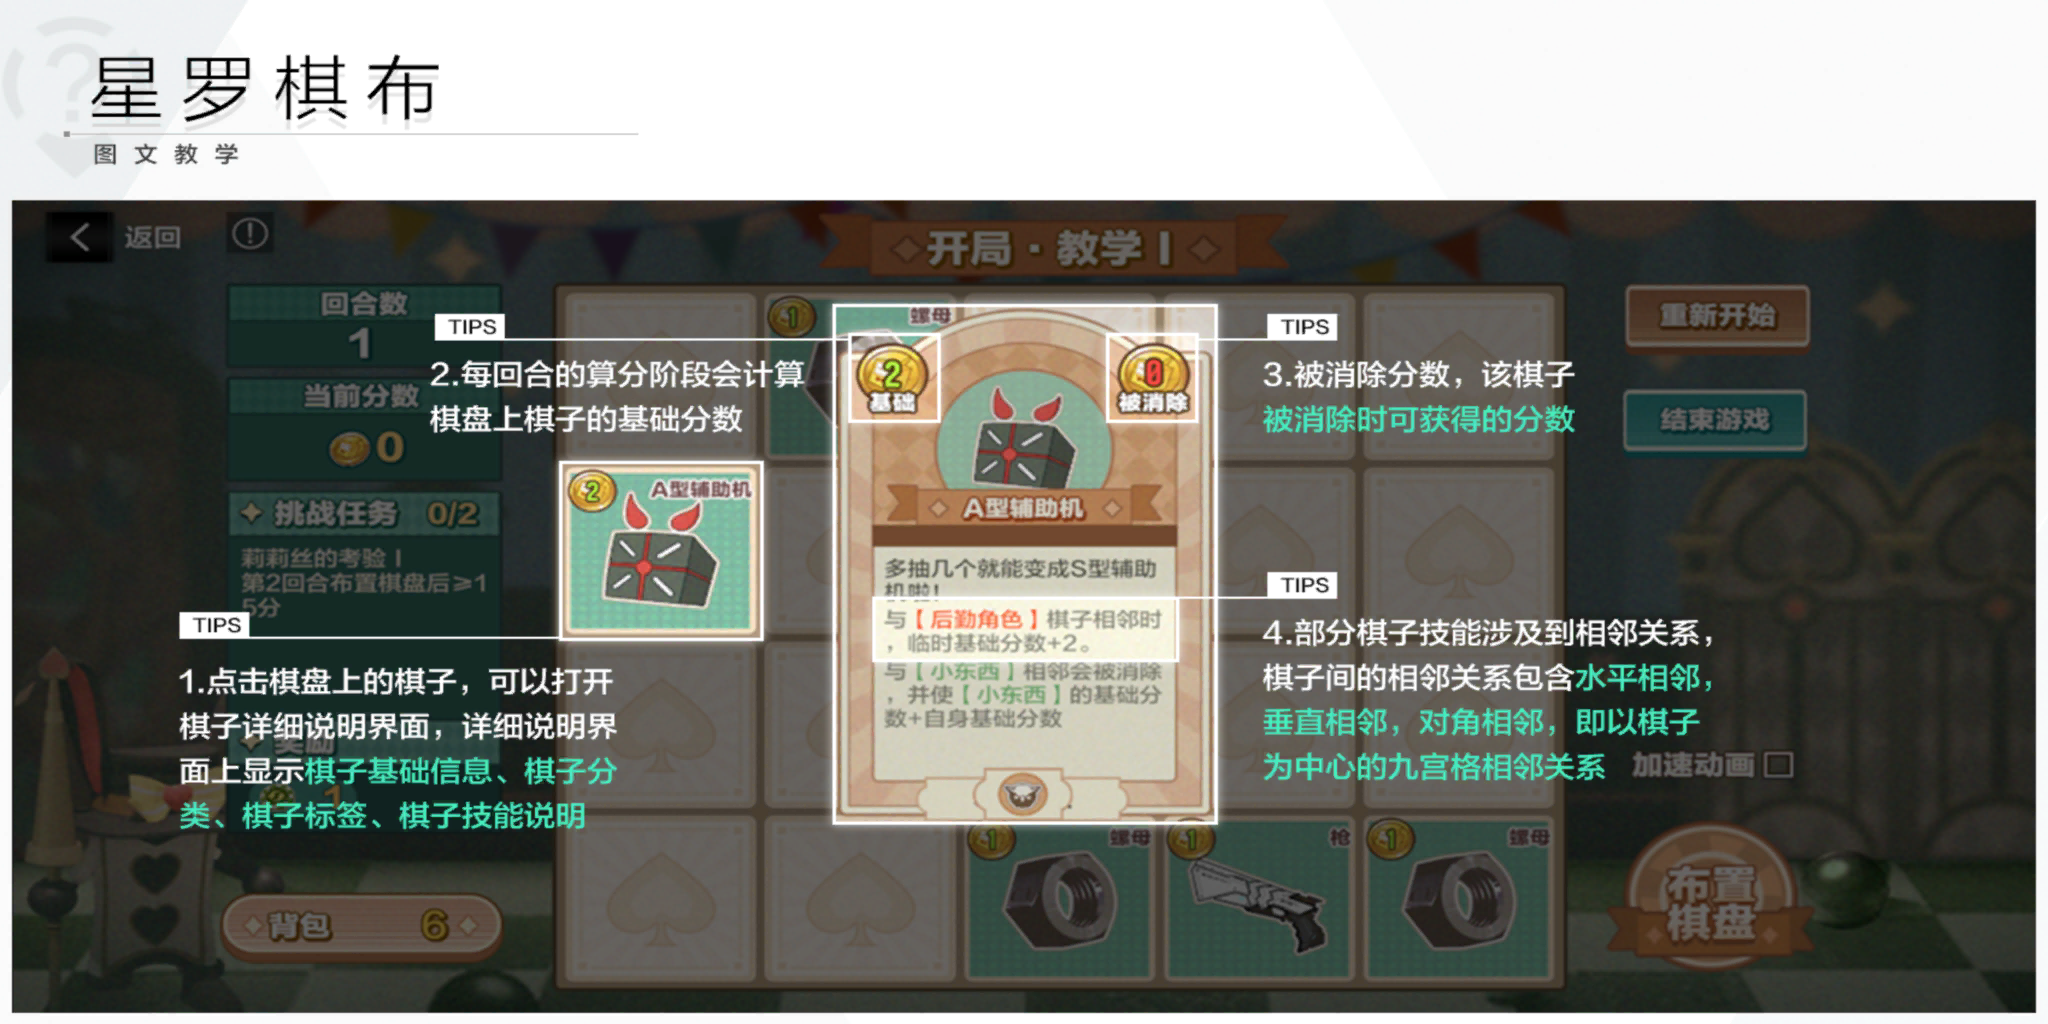 星罗棋布
图文教学
返回
开局·教学Ⅰ
回合数
1
当前分数
0
挑战任务 0/2
莉莉丝的考验Ⅰ
第2回合布置棋盘后≥1
5分
奖励
1
背包 6
重新开始
结束游戏
加速动画
布置
棋盘
TIPS
1.点击棋盘上的棋子，可以打开
棋子详细说明界面，详细说明界
面上显示棋子基础信息、棋子分
类、棋子标签、棋子技能说明
TIPS
2.每回合的算分阶段会计算
棋盘上棋子的基础分数
TIPS
3.被消除分数，该棋子
被消除时可获得的分数
TIPS
4.部分棋子技能涉及到相邻关系，
棋子间的相邻关系包含水平相邻，
垂直相邻，对角相邻，即以棋子
为中心的九宫格相邻关系
1 螺母
2 A型辅助机
2
基础
0
被消除
A型辅助机
多抽几个就能变成S型辅助
机啦！
与【后勤角色】棋子相邻时
，临时基础分数+2。
与【小东西】相邻会被消除
，并使【小东西】的基础分
数+自身基础分数
1 螺母
1 枪
1 螺母